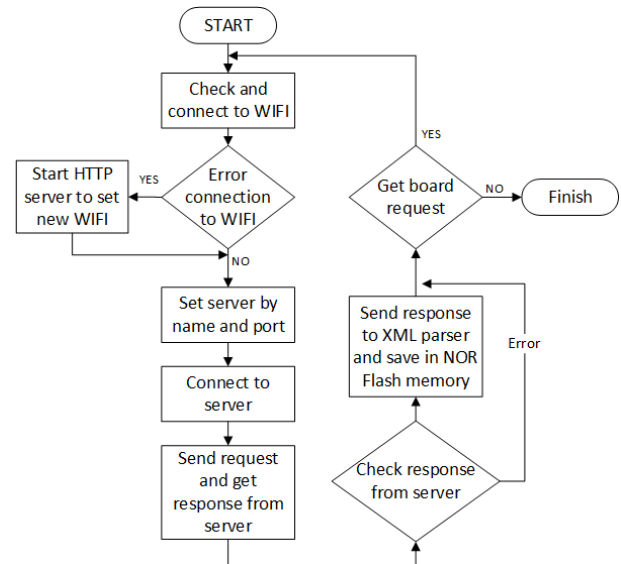 START
Check and
connect to WIFI
Error
connection
to WIFI
YES
Start HTTP
server to set
new WIFI
NO
Set server by
name and port
Connect to
server
Send request
and get
response from
server
Check response
from server
Error
Send response
to XML parser
and save in NOR
Flash memory
Get board
request
YES
NO
Finish